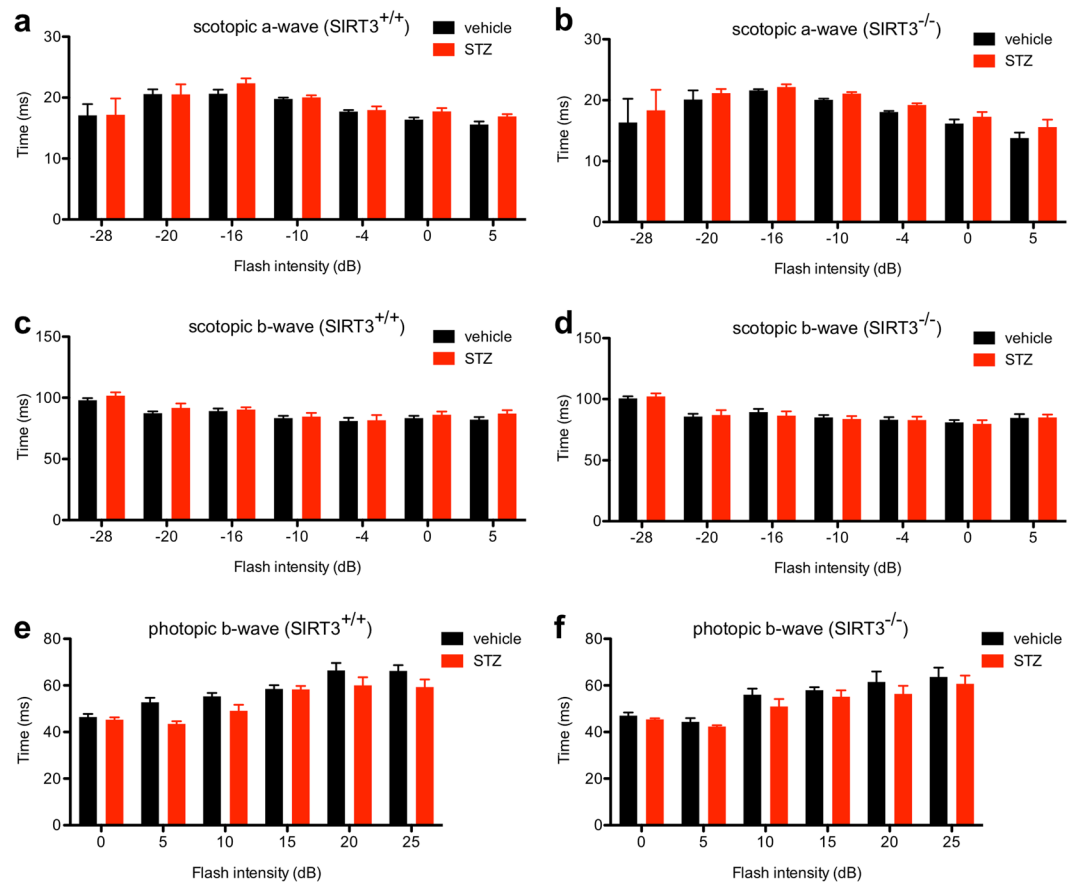 a
scotopic a-wave (SIRT3+/+)
vehicle
STZ
Time (ms)
30
20
10
0
-28 -20 -16 -10 -4 0 5
Flash intensity (dB)
b
scotopic a-wave (SIRT3-/-)
vehicle
STZ
Time (ms)
30
20
10
0
-28 -20 -16 -10 -4 0 5
Flash intensity (dB)
c
scotopic b-wave (SIRT3+/+)
vehicle
STZ
Time (ms)
150
100
50
0
-28 -20 -16 -10 -4 0 5
Flash intensity (dB)
d
scotopic b-wave (SIRT3-/-)
vehicle
STZ
Time (ms)
150
100
50
0
-28 -20 -16 -10 -4 0 5
Flash intensity (dB)
e
photopic b-wave (SIRT3+/+)
vehicle
STZ
Time (ms)
80
60
40
20
0
0 5 10 15 20 25
Flash intensity (dB)
f
photopic b-wave (SIRT3-/-)
vehicle
STZ
Time (ms)
80
60
40
20
0
0 5 10 15 20 25
Flash intensity (dB)